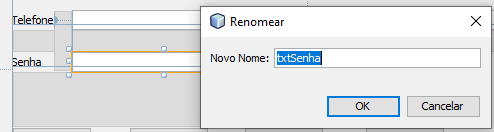 Telefone
Senha
Renomear
Novo Nome: txtSenha
OK Cancelar